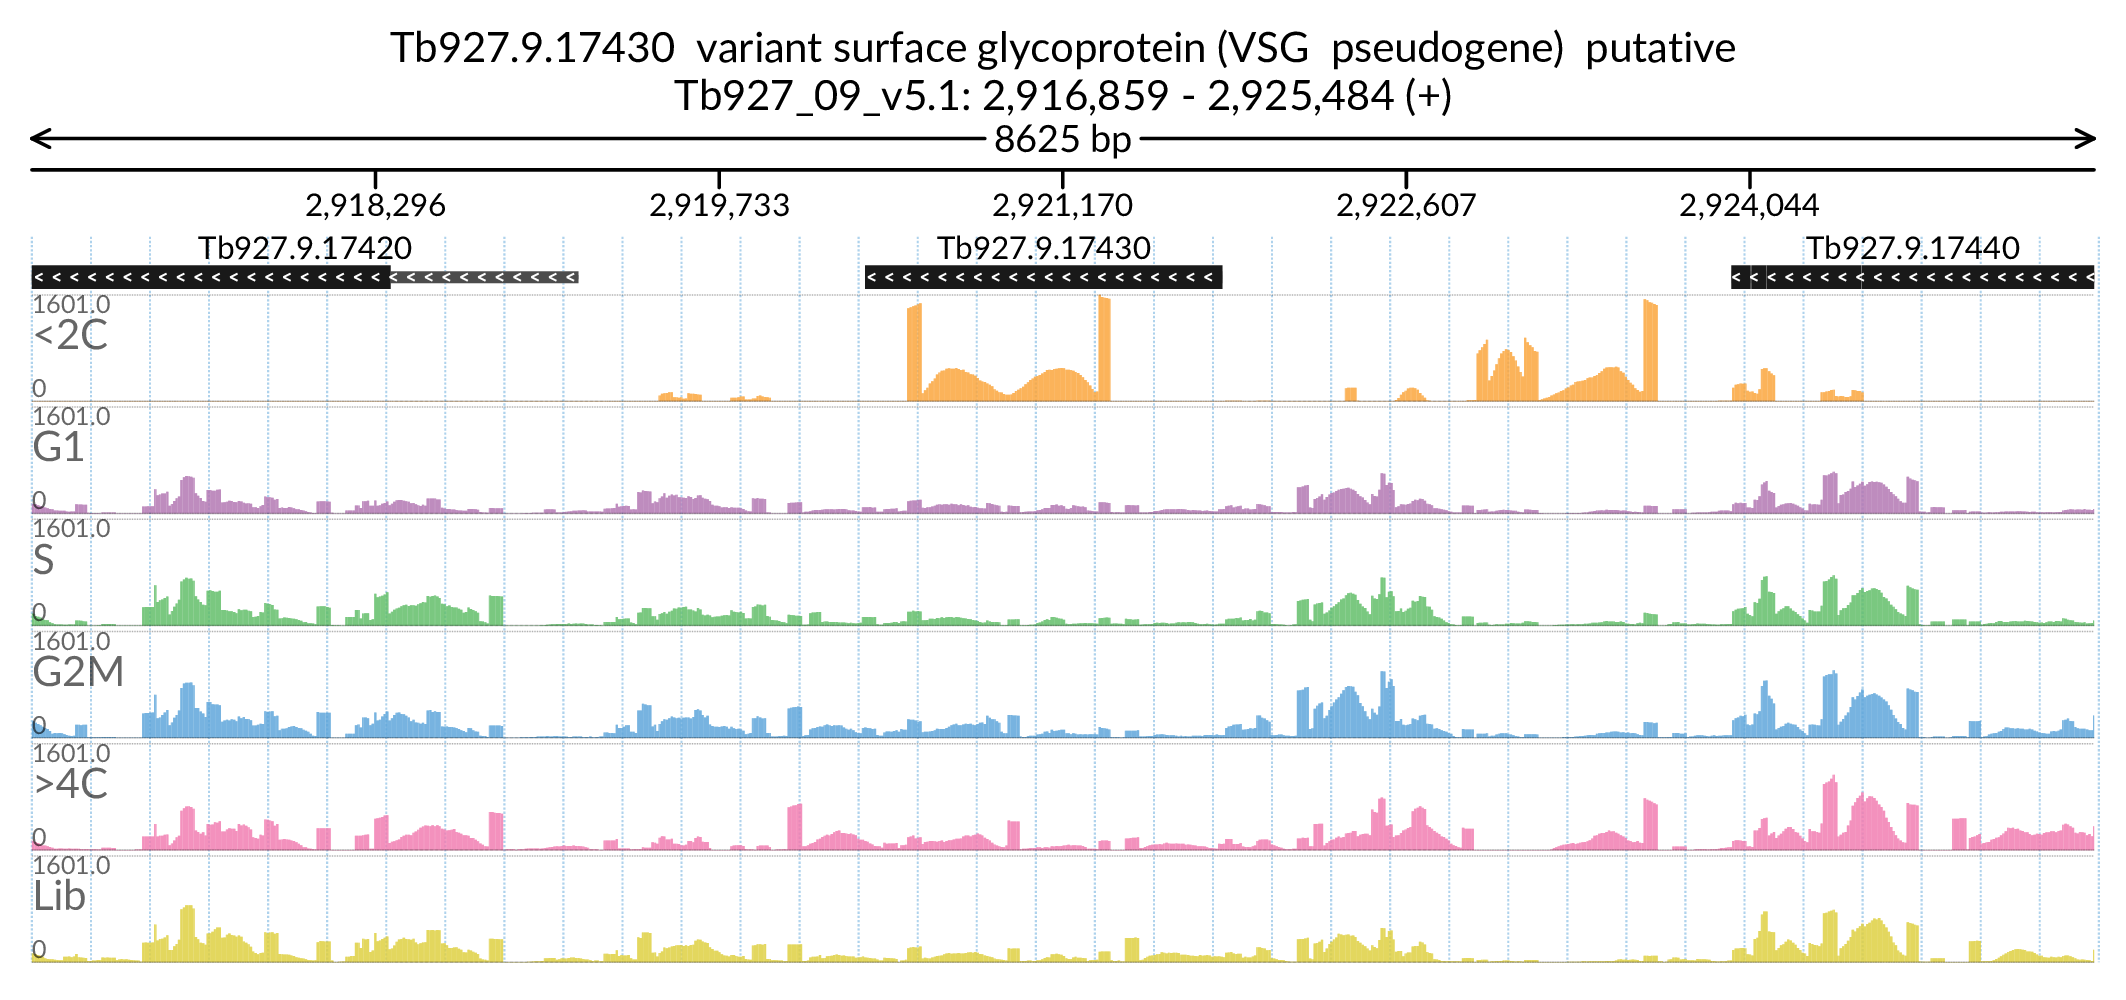 Tb927.9.17430  variant surface glycoprotein (VSG  pseudogene)  putative
Tb927_09_v5.1: 2,916,859 - 2,925,484 (+)
8625 bp
2,918,296 2,919,733 2,921,170 2,922,607 2,924,044
Tb927.9.17420 Tb927.9.17430 Tb927.9.17440
1601.0
<2C
0
1601.0
G1
0
1601.0
S
0
1601.0
G2M
0
1601.0
>4C
0
1601.0
Lib
0